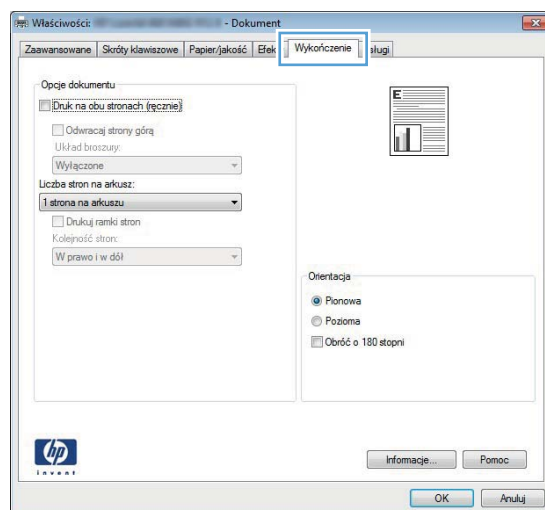 Właściwości: - Dokument
Zaawansowane Skróty klawiszowe Papier/jakość Efek Wykończenie sługi
Opcje dokumentu
Druk na obu stronach (ręcznie)
Odwracaj strony górą
Układ broszury:
Wyłączone
Liczba stron na arkusz:
1 strona na arkuszu
Drukuj ramki stron
Kolejność stron:
W prawo i w dół
E
Orientacja
Pionowa
Pozioma
Obróć o 180 stopni
hp
invent
Informacje... Pomoc
OK Anuluj